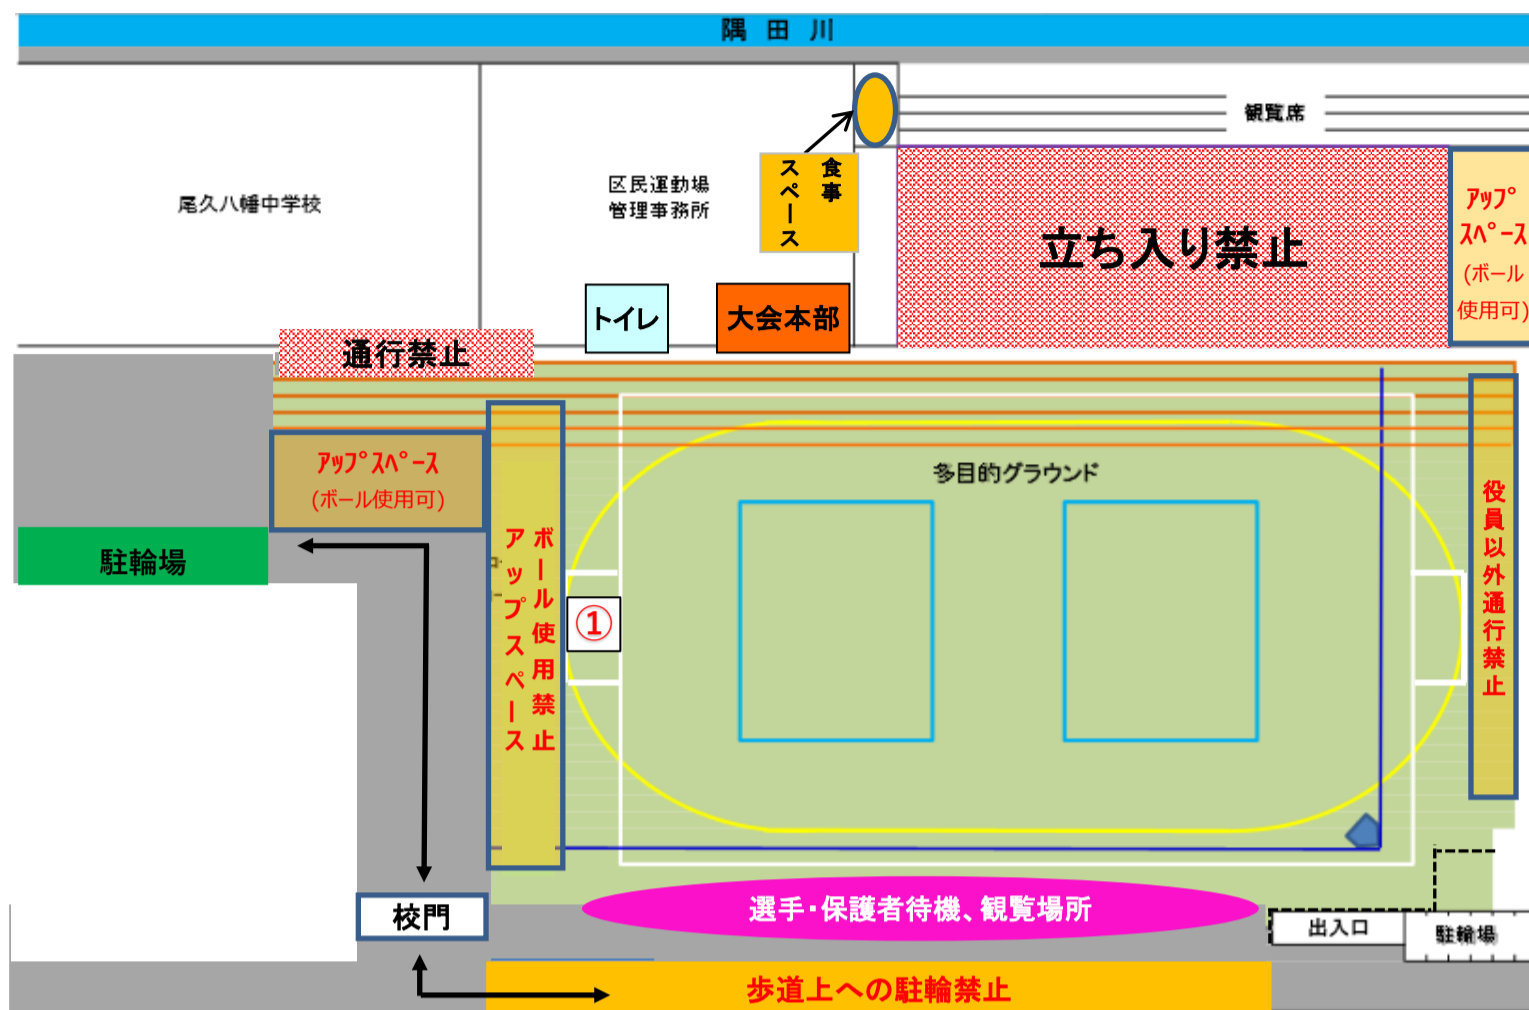 隅田川
観覧席
食事
スペース
尾久八幡中学校
区民運動場
管理事務所
立ち入り禁止
アップ
スペース
(ボール
使用可)
トイレ
大会本部
通行禁止
アップスペース
(ボール使用可)
多目的グラウンド
駐輪場
ボール使用禁止
アップスペース
①
役員以外通行禁止
校門
選手・保護者待機、観覧場所
出入口
駐輪場
歩道上への駐輪禁止